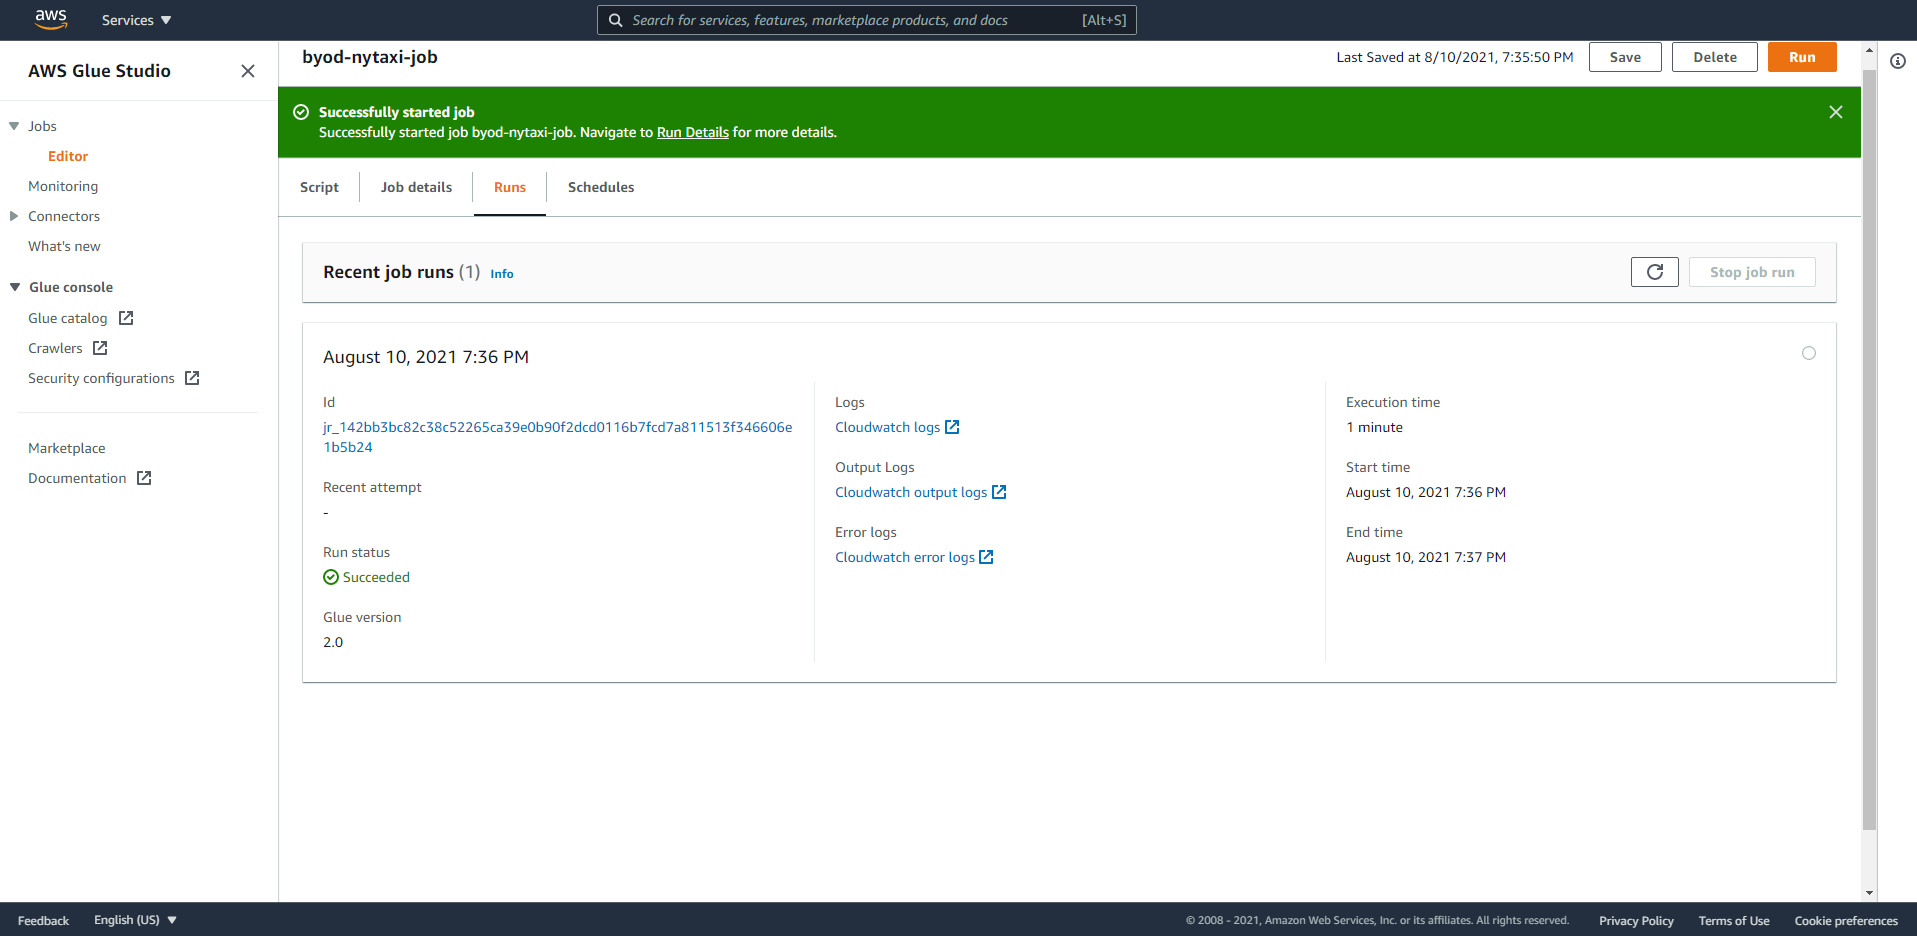 aws
Services
Search for services, features, marketplace products, and docs
[Alt+S]
AWS Glue Studio
Jobs
Editor
Monitoring
Connectors
What's new
Glue console
Glue catalog
Crawlers
Security configurations
Marketplace
Documentation
byod-nytaxi-job
Last Saved at 8/10/2021, 7:35:50 PM
Save
Delete
Run
Successfully started job
Successfully started job byod-nytaxi-job. Navigate to Run Details for more details.
Script
Job details
Runs
Schedules
Recent job runs (1) Info
Stop job run
August 10, 2021 7:36 PM
Id
jr_142bb3bc82c38c52265ca39e0b90f2dcd0116b7fcd7a811513f346606e
1b5b24
Recent attempt
-
Run status
Succeeded
Glue version
2.0
Logs
Cloudwatch logs
Output Logs
Cloudwatch output logs
Error logs
Cloudwatch error logs
Execution time
1 minute
Start time
August 10, 2021 7:36 PM
End time
August 10, 2021 7:37 PM
Feedback
English (US)
© 2008 - 2021, Amazon Web Services, Inc. or its affiliates. All rights reserved.
Privacy Policy
Terms of Use
Cookie preferences